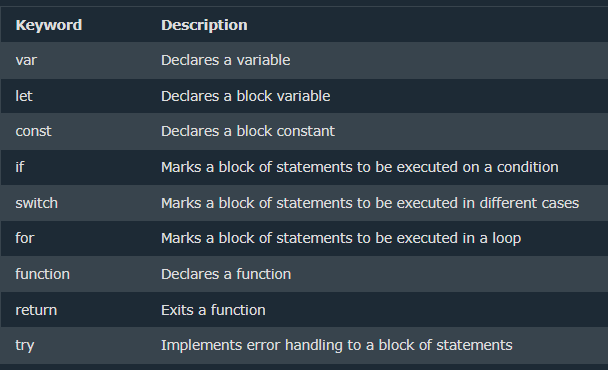 Keyword Description
var Declares a variable
let Declares a block variable
const Declares a block constant
if Marks a block of statements to be executed on a condition
switch Marks a block of statements to be executed in different cases
for Marks a block of statements to be executed in a loop
function Declares a function
return Exits a function
try Implements error handling to a block of statements